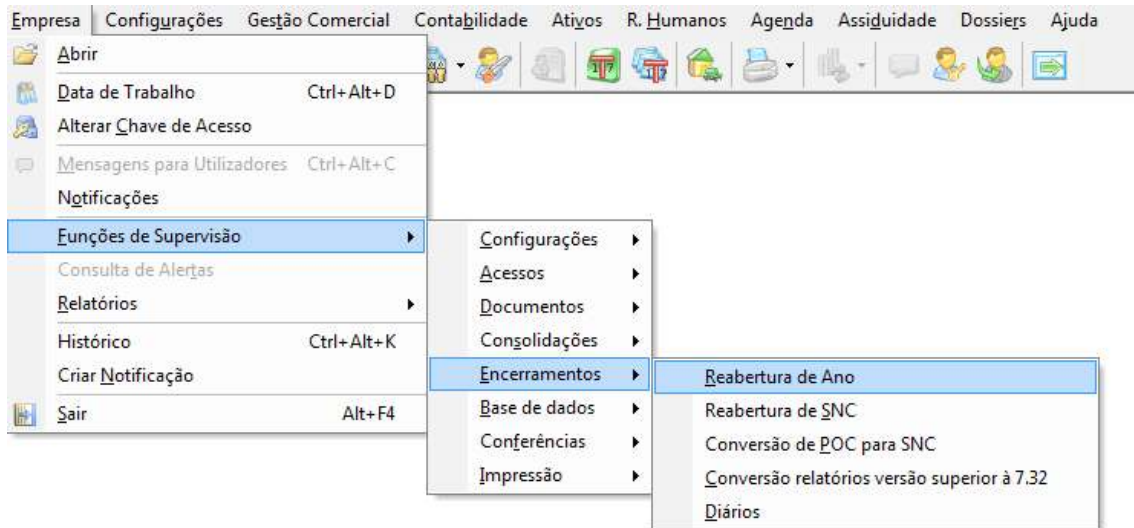 Empresa Configurações Gestão Comercial Contabilidade Ativos R. Humanos Agenda Assiduidade Dossiers Ajuda
Abrir
Data de Trabalho Ctrl+Alt+D
Alterar Chave de Acesso
Mensagens para Utilizadores Ctrl+Alt+C
Notificações
Funções de Supervisão
Consulta de Alertas
Relatórios
Histórico Ctrl+Alt+K
Criar Notificação
Sair Alt+F4
Configurações
Acessos
Documentos
Consolidações
Encerramentos
Base de dados
Conferências
Impressão
Reabertura de Ano
Reabertura de SNC
Conversão de POC para SNC
Conversão relatórios versão superior à 7.32
Diários